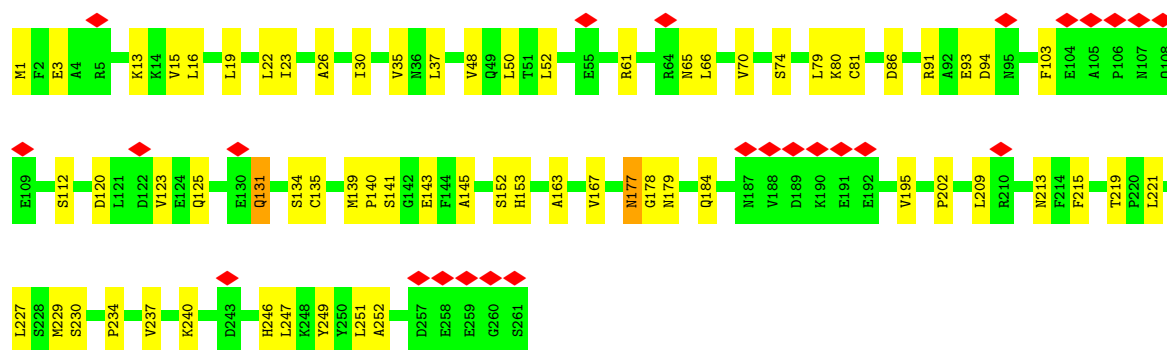 M1 F2 E3 A4 R5 K13 K14 V15 L16 L19 L22 I23 A26 I30 V35 N36 L37 V48 Q49 L50 T51 L52 E55 R61 R64 N65 L66 V70 S74 L79 K80 C81 D86 R91 A92 E93 D94 N95 F103 E104 A105 P106 N107 Q108
E109 S112 D120 L121 D122 V123 E124 Q125 E130 Q131 S134 C135 M139 P140 S141 G142 E143 F144 A145 S152 H153 A163 V167 N177 G178 N179 Q184 N187 V188 D189 K190 E191 E192 V195 P202 L209 R210 N213 F214 F215 T219 P220 L221
L227 S228 M229 S230 P234 V237 K240 D243 H246 L247 K248 Y249 Y250 L251 A252 D257 E258 E259 G260 S261